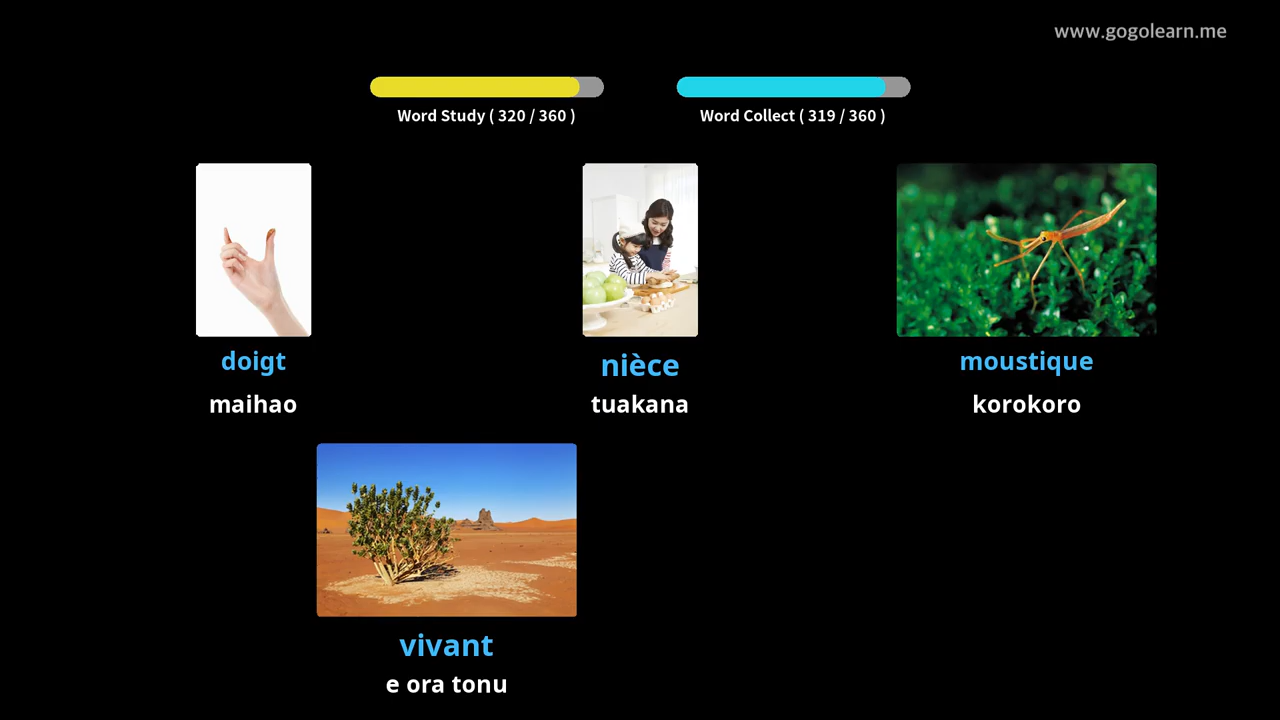 www.gogolearn.me
Word Study ( 320 / 360 )
Word Collect ( 319 / 360 )
doigt
maihao
nièce
tuakana
moustique
korokoro
vivant
e ora tonu